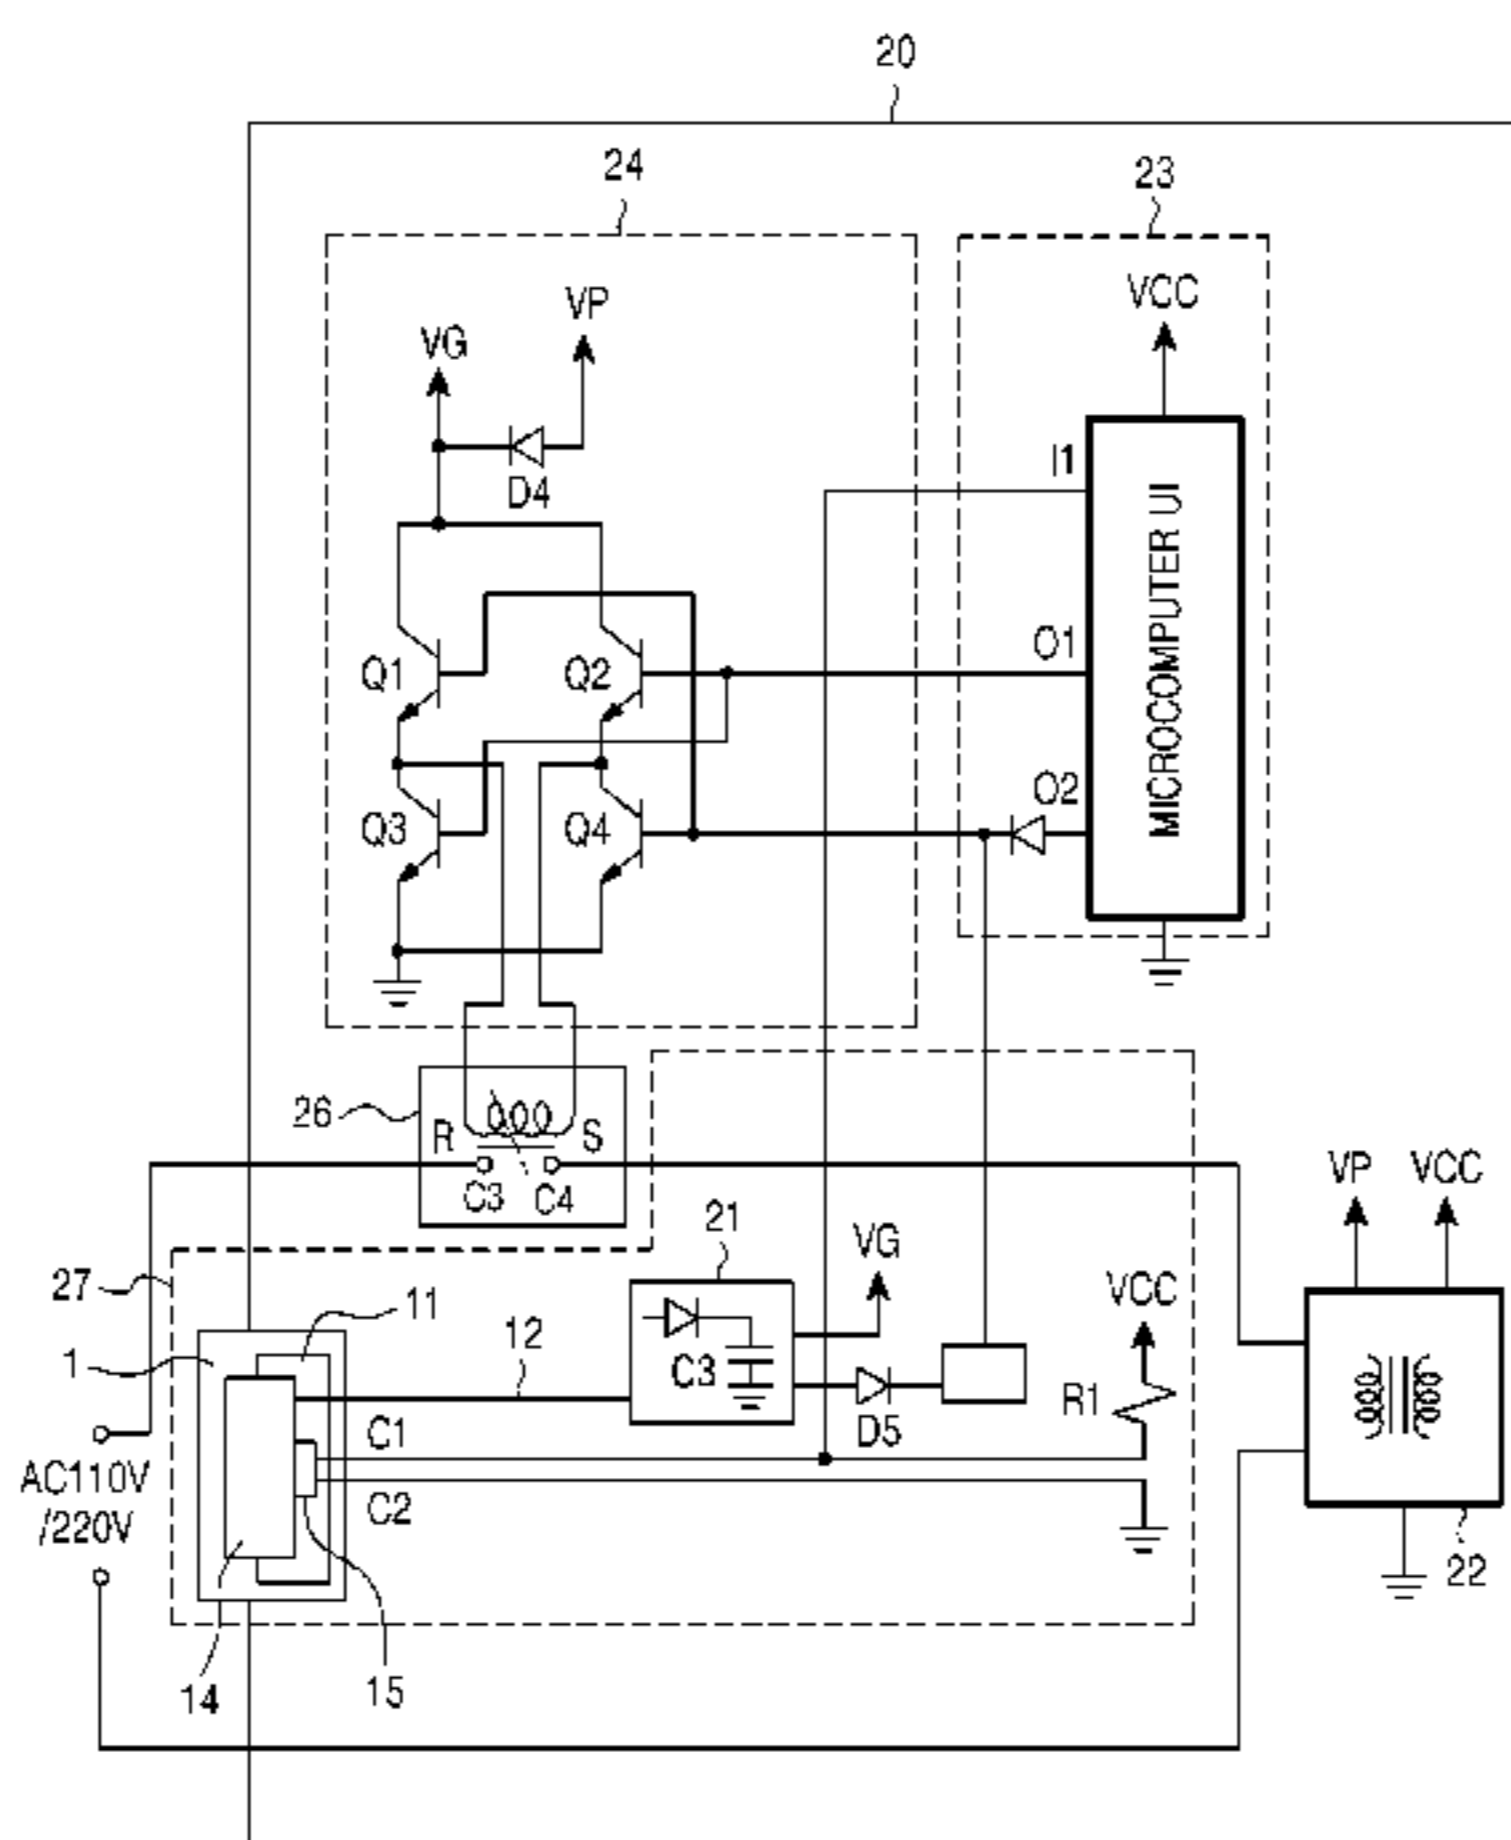 20
24
23
VP
VCC
VG
D4
I1
MICROCOMPUTER UI
O1
Q1
Q2
O2
Q3
Q4
26
R
S
C3
C4
VP
VCC
21
VG
27
11
VCC
12
1
C3
R1
C1
D5
AC110V
/220V
C2
22
14
15